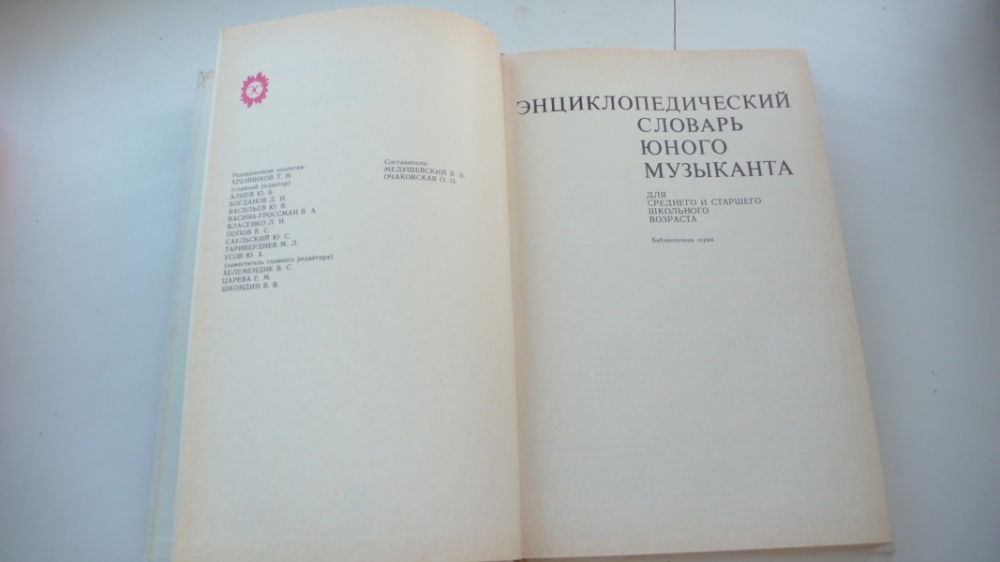 Редакционная коллегия:
ХРЕННИКОВ Т. Н.
(главный редактор)
АЛИЕВ Ю. Б.
БОГДАНОВ Д. П.
ВАСИЛЬЕВ Ю. В.
ВАСИНА-ГРОССМАН В. А.
ВЛАСЕНКО Л. Н.
ПОПОВ В. С.
САУЛЬСКИЙ Ю. С.
ТАРИВЕРДИЕВ М. Л.
УСОВ Ю. А.
(заместитель главного редактора)
ХЕЛЕМЕНДИК В. С.
ЦАРЕВА Е. М.
ШКОНДИН В. В.
Составители:
МЕДУШЕВСКИЙ В. В.
ОЧАКОВСКАЯ О. О.
ЭНЦИКЛОПЕДИЧЕСКИЙ
СЛОВАРЬ
ЮНОГО
МУЗЫКАНТА
ДЛЯ
СРЕДНЕГО И СТАРШЕГО
ШКОЛЬНОГО
ВОЗРАСТА
Библиотечная серия